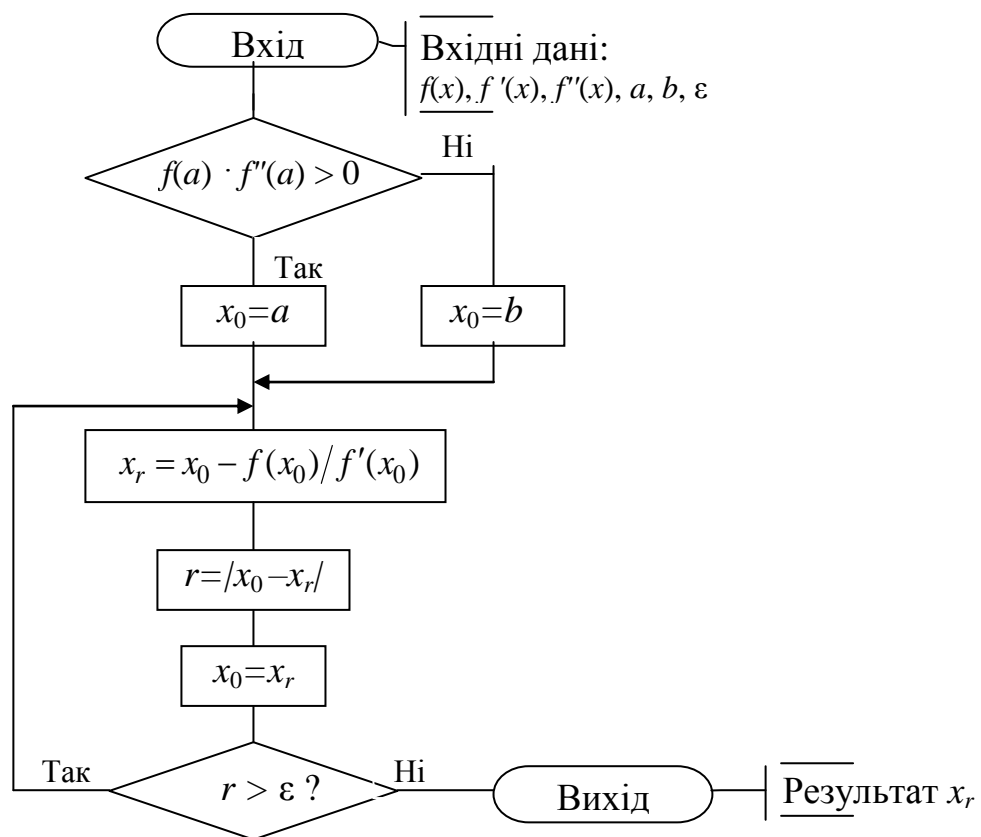 Вхід
Вхідні дані:
f(x), f '(x), f''(x), a, b, ε
f(a) · f''(a) > 0
Ні
Так
x₀=a
x₀=b
xᵣ = x₀ – f(x₀)/f'(x₀)
r=/x₀–xᵣ/
x₀=xᵣ
Так
r > ε ?
Ні
Вихід
Результат xᵣ